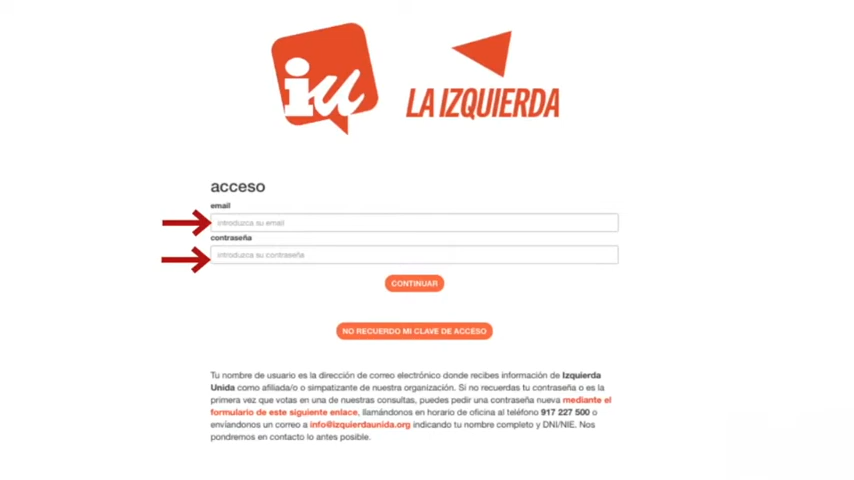 iu
LA IZQUIERDA
acceso
email
introduzca su email
contraseña
introduzca su contraseña
CONTINUAR
NO RECUERDO MI CLAVE DE ACCESO
Tu nombre de usuario es la dirección de correo electrónico donde recibes información de Izquierda
Unida como afiliada/o o simpatizante de nuestra organización. Si no recuerdas tu contraseña o es la
primera vez que votas en una de nuestras consultas, puedes pedir una contraseña nueva mediante el
formulario de este siguiente enlace, llamándonos en horario de oficina al teléfono 917 227 500 o
envíandonos un correo a info@izquierdaunida.org indicando tu nombre completo y DNI/NIE. Nos
pondremos en contacto lo antes posible.